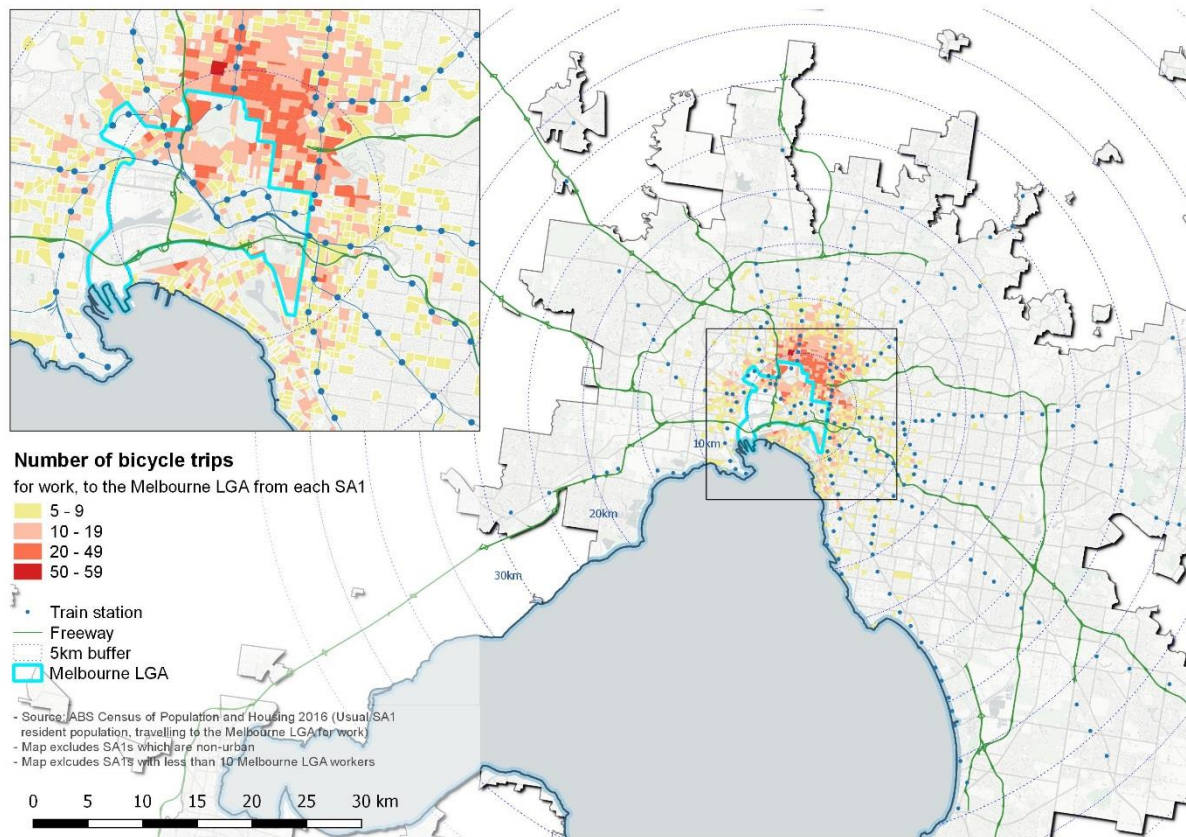 10km
20km
30km
Number of bicycle trips
for work, to the Melbourne LGA from each SA1
5 - 9
10 - 19
20 - 49
50 - 59
Train station
Freeway
5km buffer
Melbourne LGA
- Source: ABS Census of Population and Housing 2016 (Usual SA1
resident population, travelling to the Melbourne LGA for work)
- Map excludes SA1s which are non-urban
- Map exlcudes SA1s with less than 10 Melbourne LGA workers
0 5 10 15 20 25 30 km